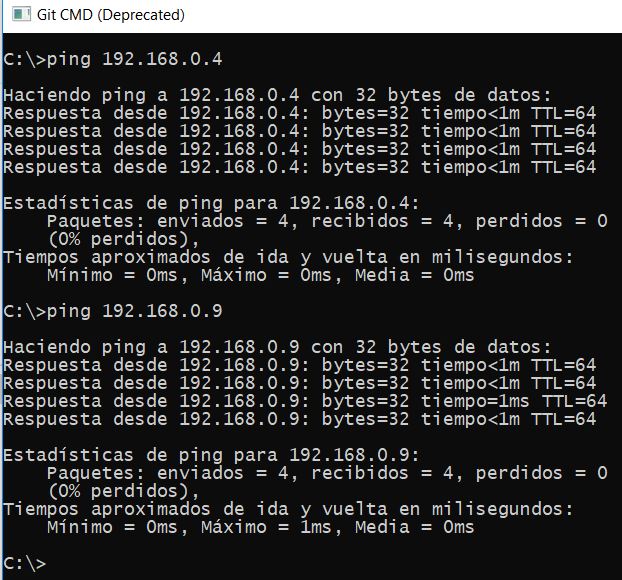 Git CMD (Deprecated)
C:\>ping 192.168.0.4
Haciendo ping a 192.168.0.4 con 32 bytes de datos:
Respuesta desde 192.168.0.4: bytes=32 tiempo<1m TTL=64
Respuesta desde 192.168.0.4: bytes=32 tiempo<1m TTL=64
Respuesta desde 192.168.0.4: bytes=32 tiempo<1m TTL=64
Respuesta desde 192.168.0.4: bytes=32 tiempo<1m TTL=64
Estadísticas de ping para 192.168.0.4:
    Paquetes: enviados = 4, recibidos = 4, perdidos = 0
    (0% perdidos),
Tiempos aproximados de ida y vuelta en milisegundos:
    Mínimo = 0ms, Máximo = 0ms, Media = 0ms
C:\>ping 192.168.0.9
Haciendo ping a 192.168.0.9 con 32 bytes de datos:
Respuesta desde 192.168.0.9: bytes=32 tiempo<1m TTL=64
Respuesta desde 192.168.0.9: bytes=32 tiempo<1m TTL=64
Respuesta desde 192.168.0.9: bytes=32 tiempo=1ms TTL=64
Respuesta desde 192.168.0.9: bytes=32 tiempo<1m TTL=64
Estadísticas de ping para 192.168.0.9:
    Paquetes: enviados = 4, recibidos = 4, perdidos = 0
    (0% perdidos),
Tiempos aproximados de ida y vuelta en milisegundos:
    Mínimo = 0ms, Máximo = 1ms, Media = 0ms
C:\>